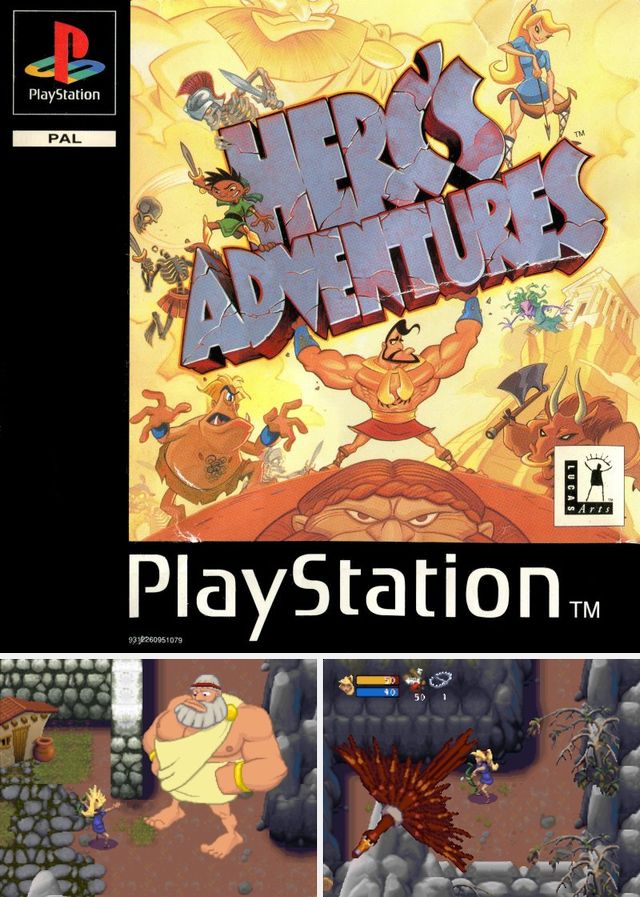 PlayStation
PAL
HERC'S
ADVENTURES
TM
LUCAS
Arts
PlayStation TM
50
40
50
1